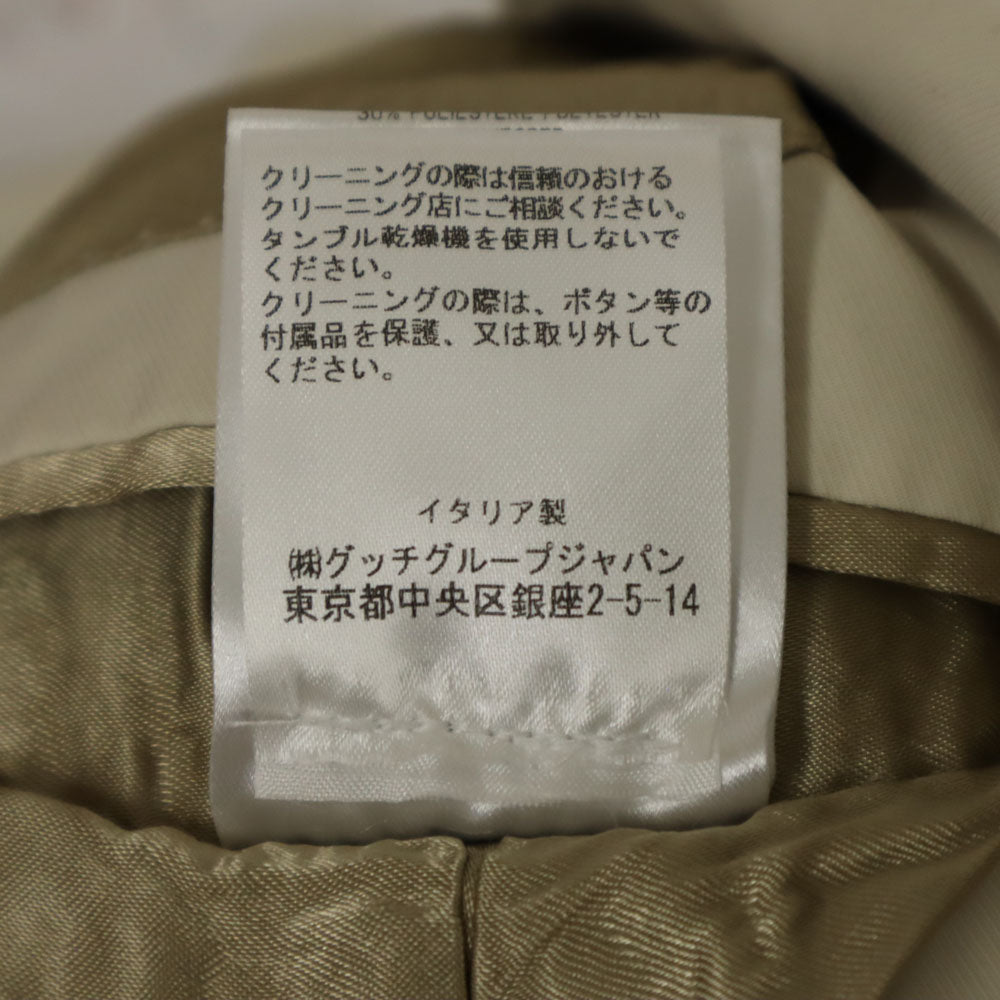 30% POLIESTERE POLYESTER
クリーニングの際は信頼のおける
クリーニング店にご相談ください。
タンブル乾燥機を使用しないで
ください。
クリーニングの際は、ボタン等の
付属品を保護、又は取り外して
ください。
イタリア製
㈱グッチグループジャパン
東京都中央区銀座2-5-14